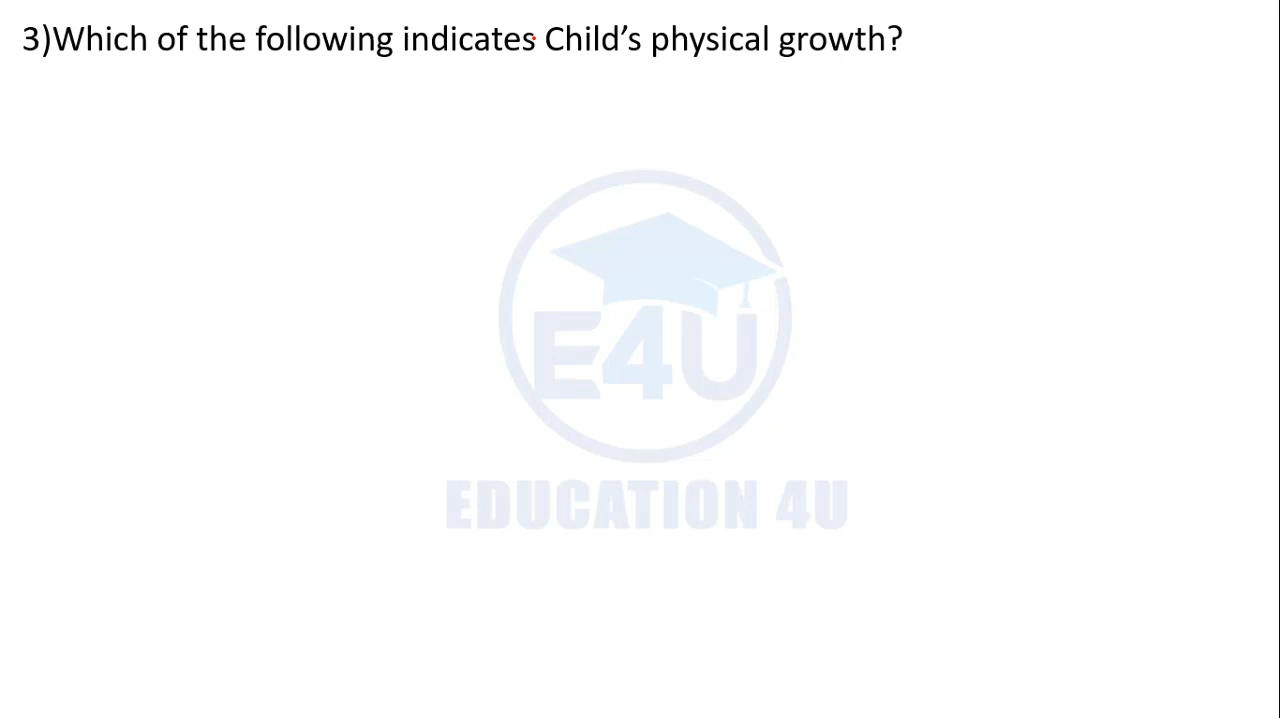 3)Which of the following indicates Child’s physical growth?
E4U
EDUCATION 4U